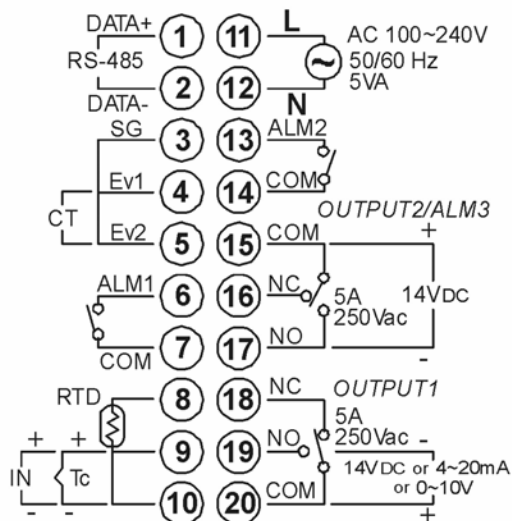 DATA+ 1 11 L AC 100~240V
RS-485 50/60 Hz
2 12 5VA
DATA- N
SG 3 13 ALM2
Ev1 4 14 COM
CT OUTPUT2/ALM3
Ev2 5 15 COM +
ALM1 6 16 NC 5A 14VDC
250Vac
COM 7 17 NO -
RTD 8 18 NC OUTPUT1
5A
+ + 9 19 NO 250Vac -
IN Tc 14VDC or 4~20mA
or 0~10V
- - 10 20 COM +